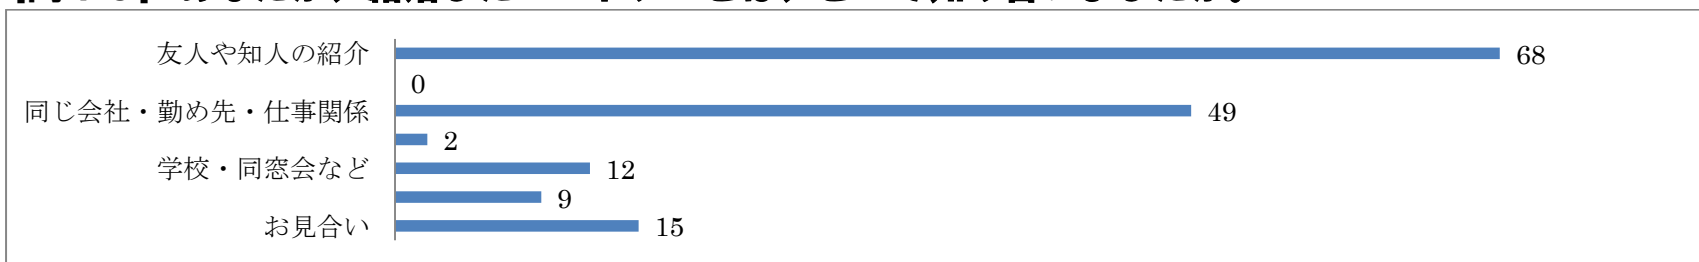 友人や知人の紹介 68
0
同じ会社・勤め先・仕事関係 49
2
学校・同窓会など 12
9
お見合い 15